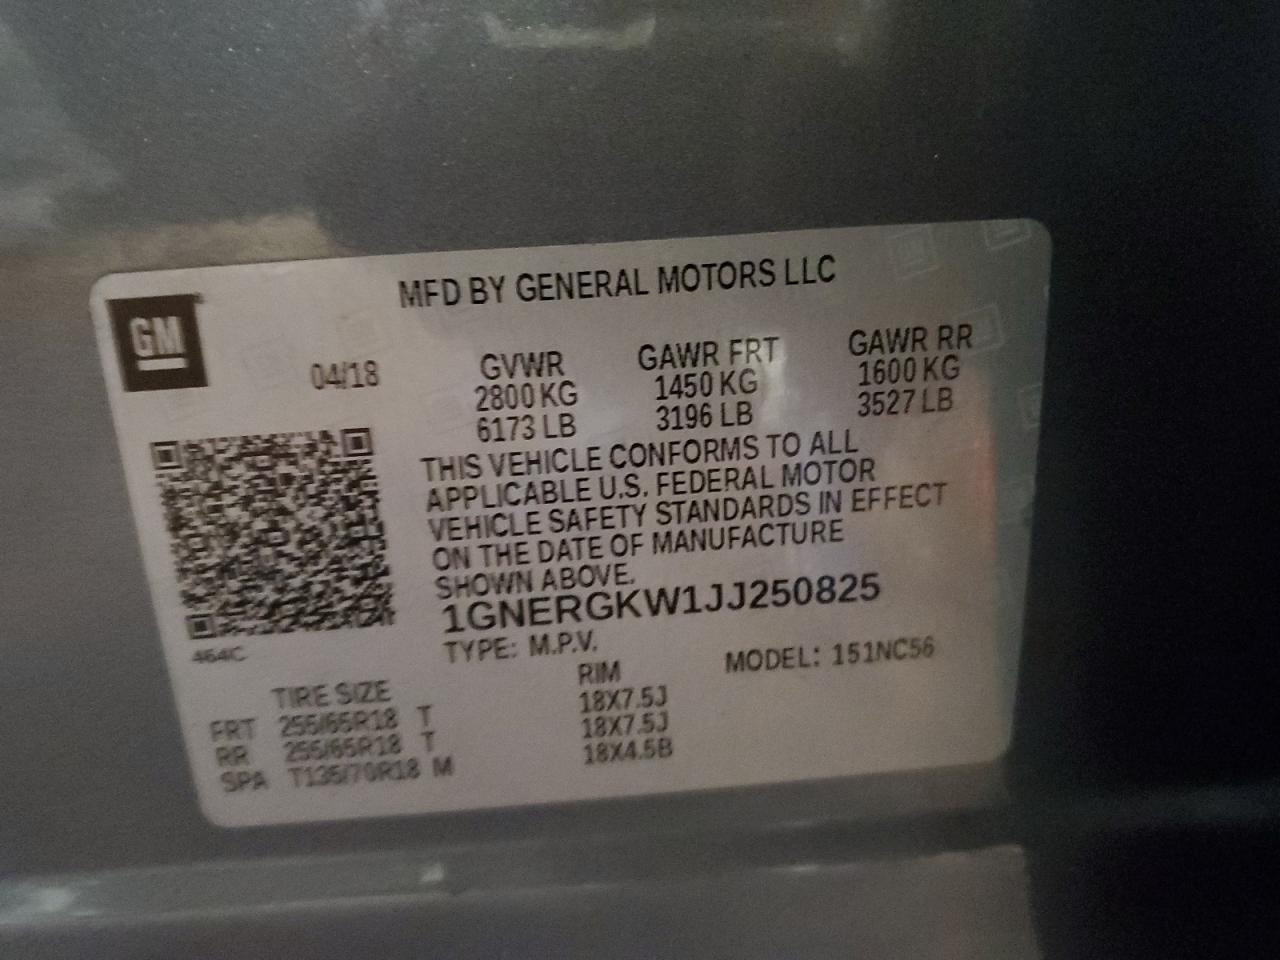 MFD BY GENERAL MOTORS LLC
GM
04/18
GVWR GAWR FRT GAWR RR
2800 KG 1450 KG 1600 KG
6173 LB 3196 LB 3527 LB
THIS VEHICLE CONFORMS TO ALL
APPLICABLE U.S. FEDERAL MOTOR
VEHICLE SAFETY STANDARDS IN EFFECT
ON THE DATE OF MANUFACTURE
SHOWN ABOVE.
1GNERGKW1JJ250825
464C
TYPE: M.P.V. MODEL: 151NC56
TIRE SIZE RIM
FRT 255/65R18 T 18X7.5J
RR 255/65R18 T 18X7.5J
SPA T135/70R18 M 18X4.5B